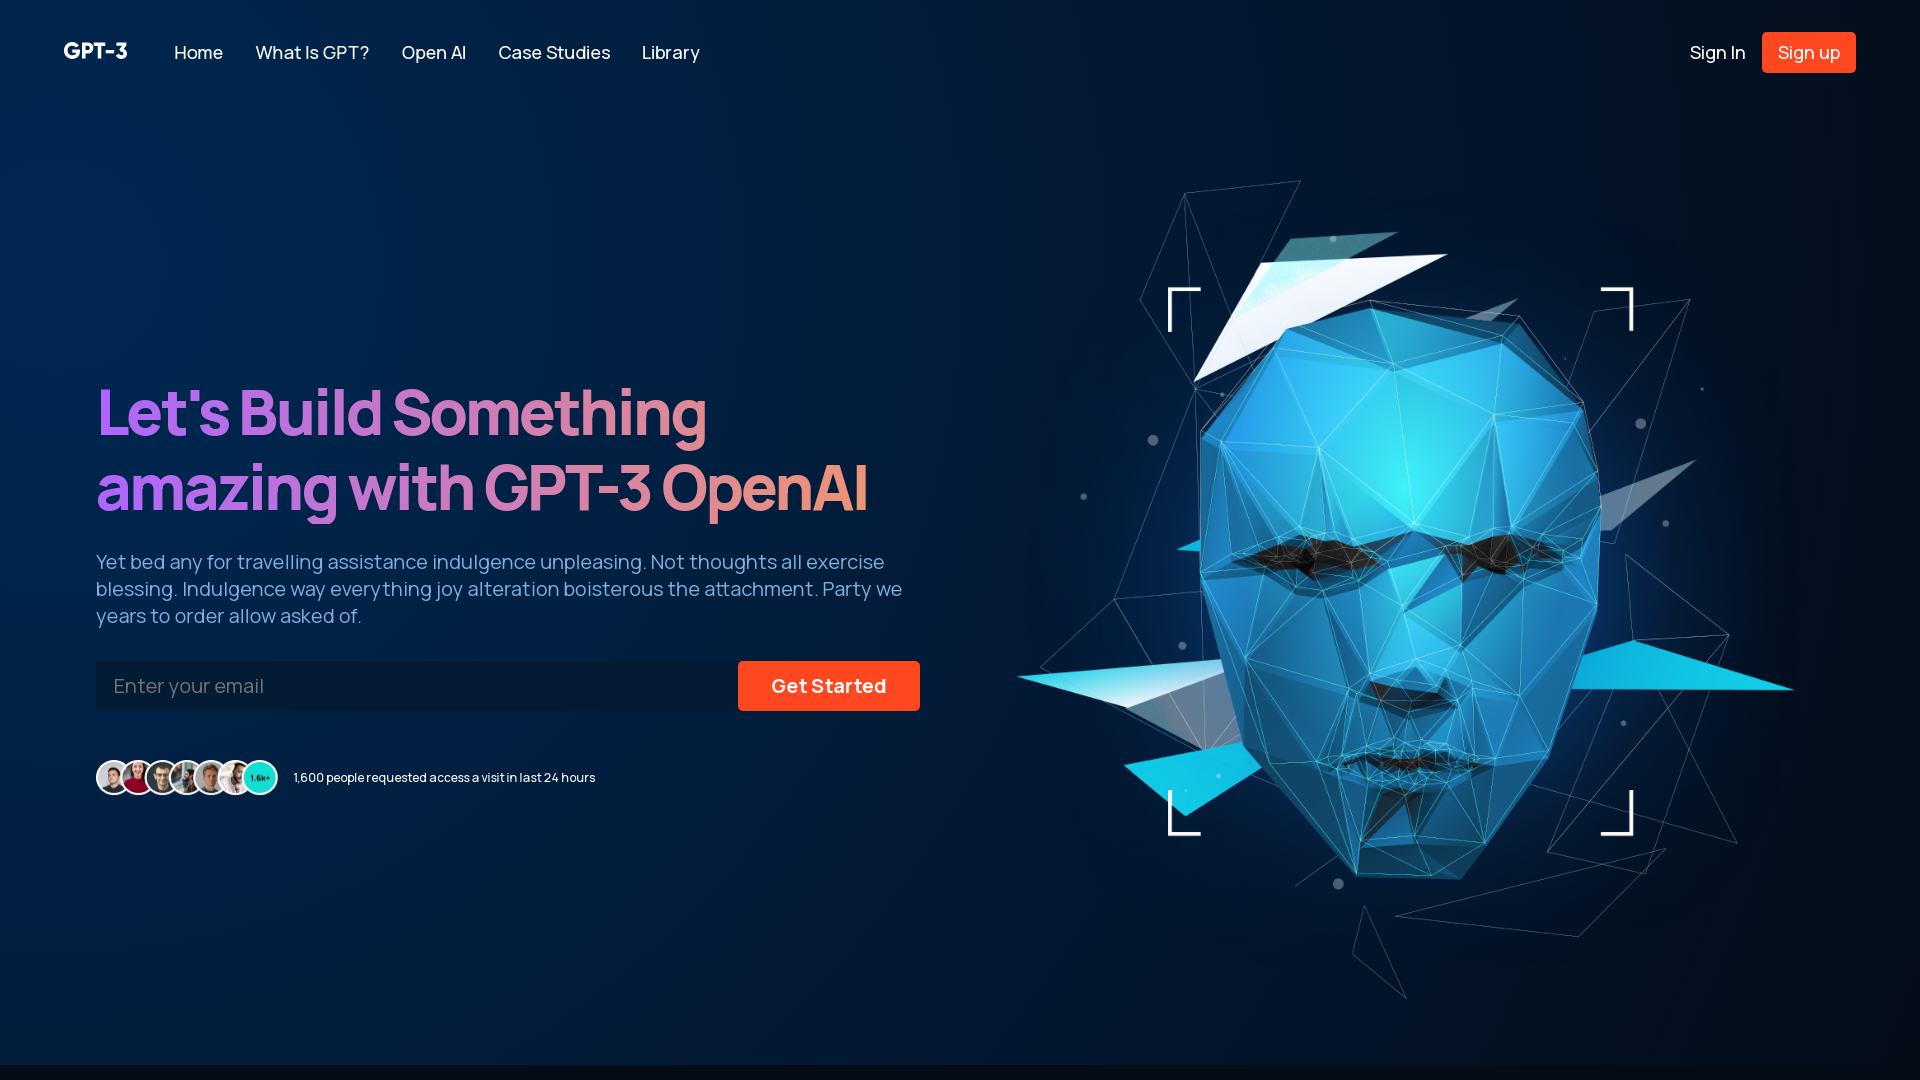 GPT-3
Home
What Is GPT?
Open AI
Case Studies
Library
Sign In
Sign up
Let's Build Something
amazing with GPT-3 OpenAI
Yet bed any for travelling assistance indulgence unpleasing. Not thoughts all exercise
blessing. Indulgence way everything joy alteration boisterous the attachment. Party we
years to order allow asked of.
Enter your email
Get Started
1.6k+
1,600 people requested access a visit in last 24 hours